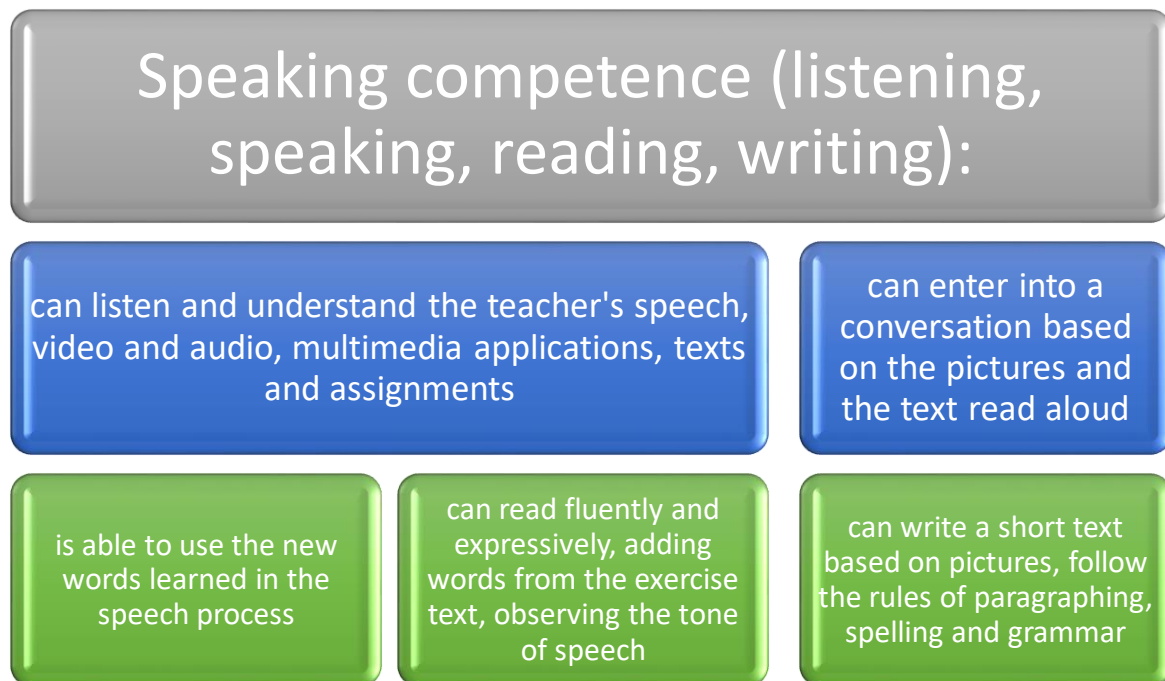 Speaking competence (listening,
speaking, reading, writing):
can listen and understand the teacher's speech,
video and audio, multimedia applications, texts
and assignments
can enter into a
conversation based
on the pictures and
the text read aloud
is able to use the new
words learned in the
speech process
can read fluently and
expressively, adding
words from the exercise
text, observing the tone
of speech
can write a short text
based on pictures, follow
the rules of paragraphing,
spelling and grammar